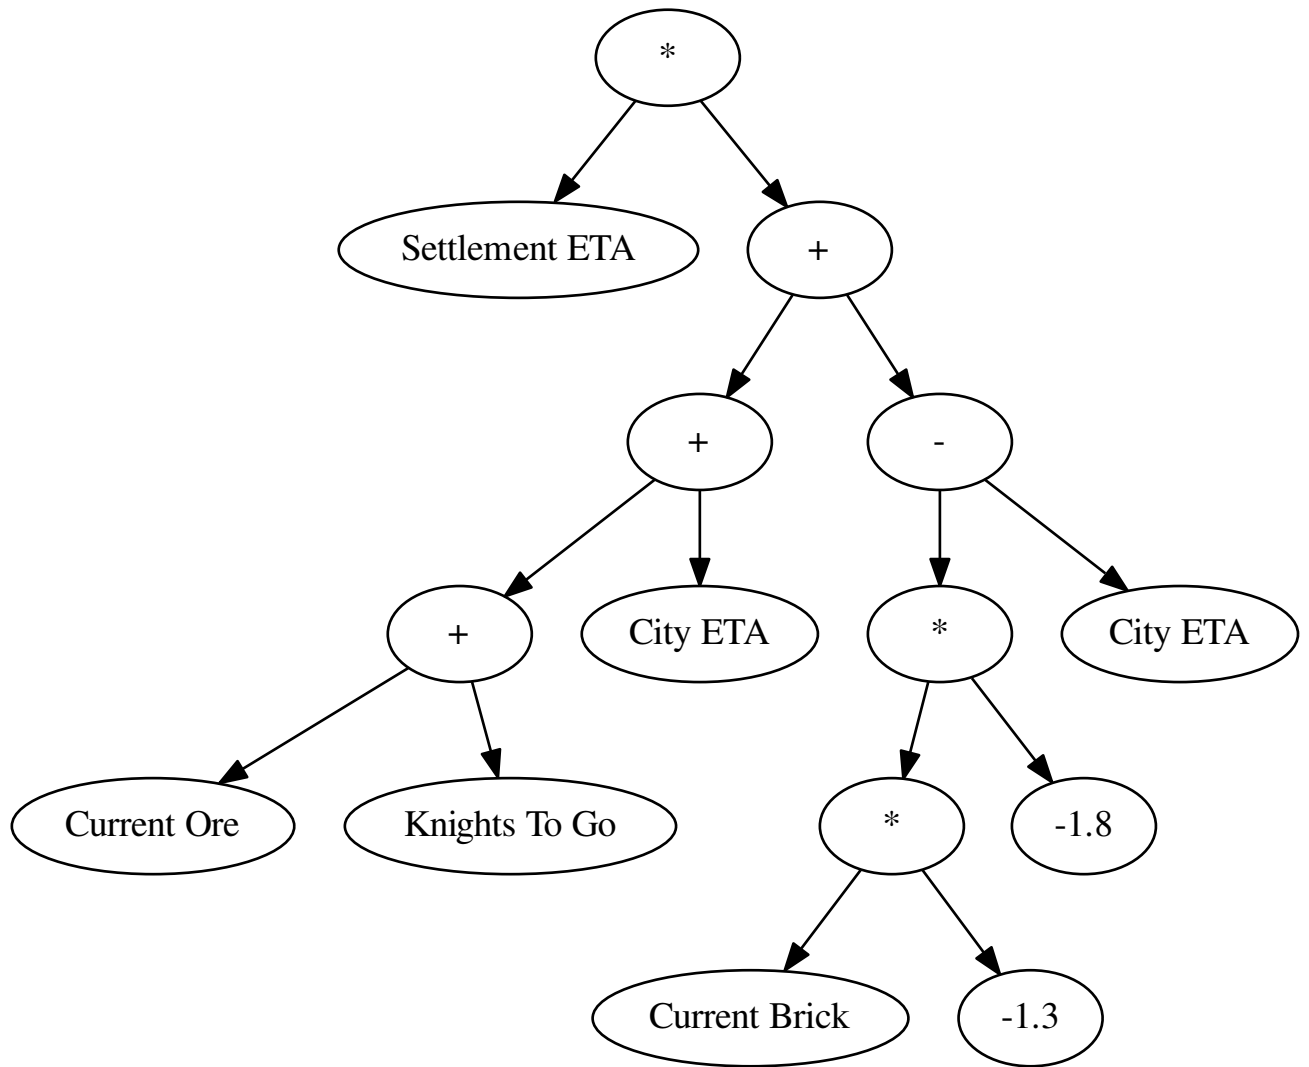 *
Settlement ETA
+
+
-
+
City ETA
*
City ETA
Current Ore
Knights To Go
*
-1.8
Current Brick
-1.3